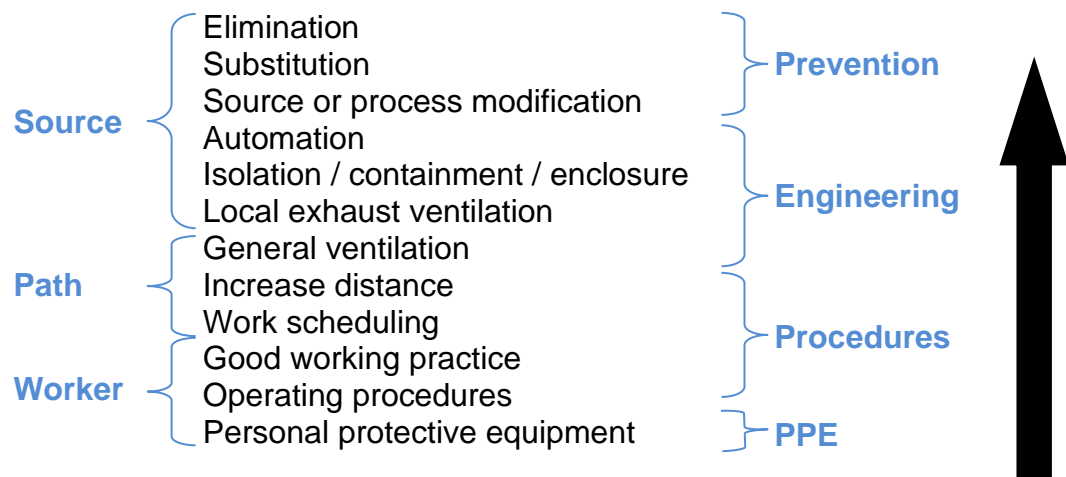 Elimination
Substitution
Prevention
Source or process modification
Source
Automation
Isolation / containment / enclosure
Engineering
Local exhaust ventilation
General ventilation
Path
Increase distance
Work scheduling
Procedures
Good working practice
Worker
Operating procedures
Personal protective equipment
PPE